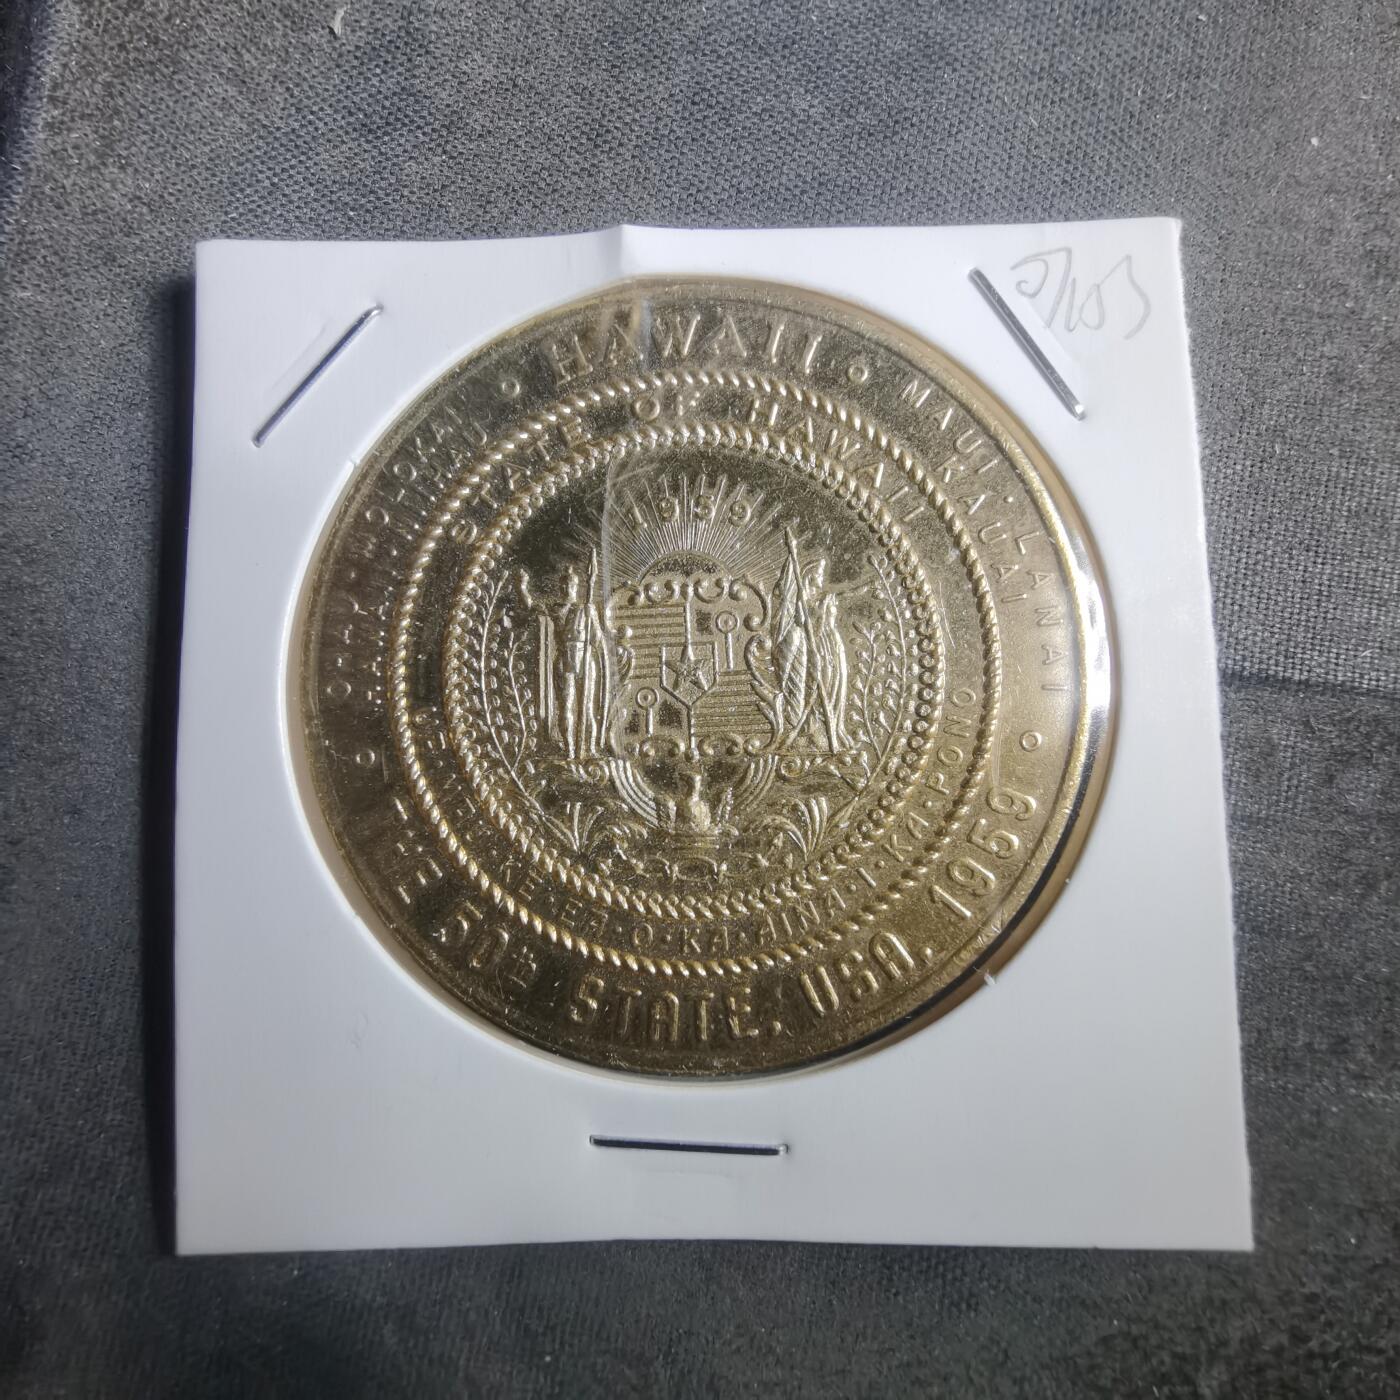 HAWAII
MAUI · LANAI
KAUAI
OAHU · MOLOKAI
KAHOOLAWE · NIIHAU
STATE OF HAWAII
1959
UA · MAU · KE · EA · O · KA · AINA · I · KA · PONO
THE 50th STATE, USA, 1959